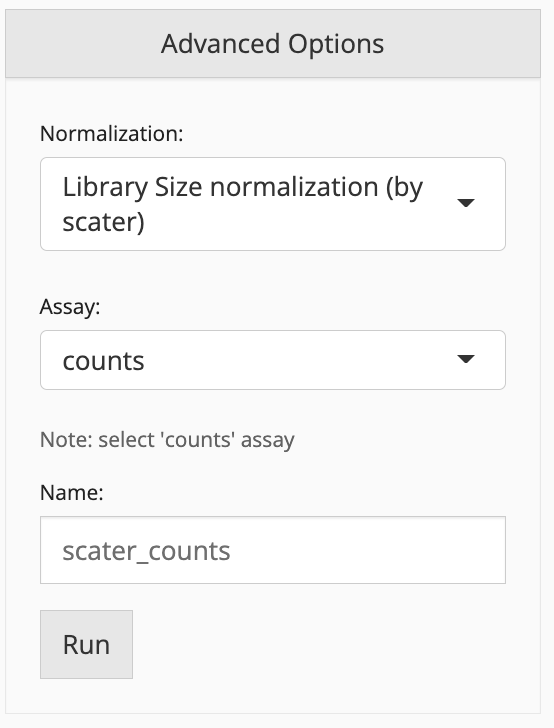 Advanced Options
Normalization:
Library Size normalization (by
scater)
Assay:
counts
Note: select 'counts' assay
Name:
scater_counts
Run